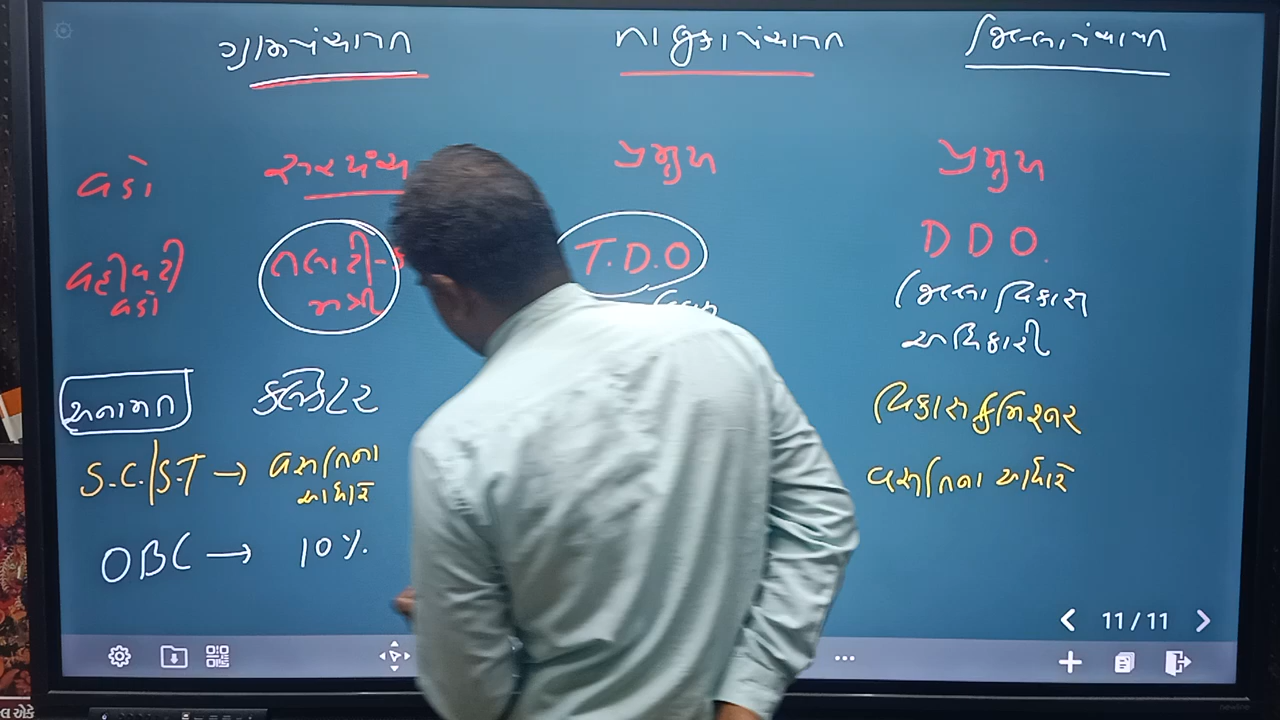 ગ્રામપંચાયત તાલુકાપંચાયત જિલ્લાપંચાયત
વડો સરપંચ પ્રમુખ પ્રમુખ
વહીવટી તલાટી-ક T.D.O D D O.
વડો મંત્રી જિલ્લા વિકાસ
અધિકારી
અનામત કલેક્ટર વિકાસ કમિશ્નર
S.C./S.T → વસ્તીના વસ્તીના આધારે
આધારે
OBC → 10%.
11/11